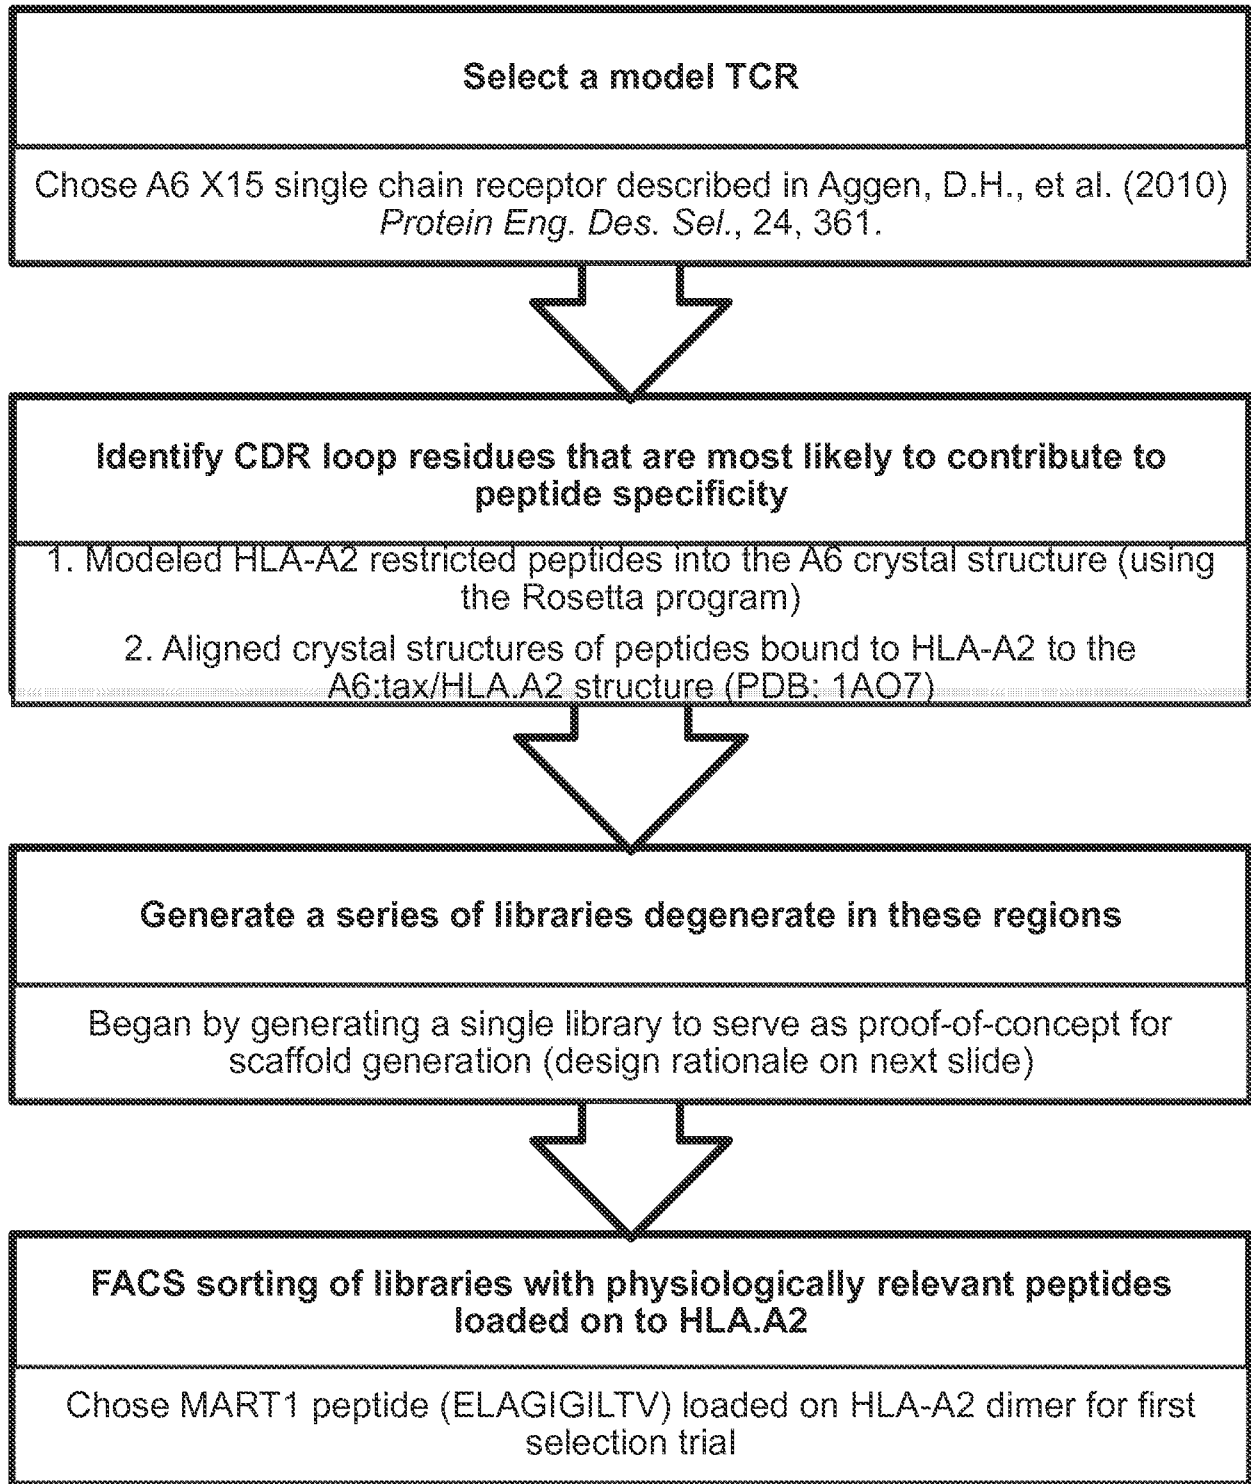 Select a model TCR
Chose A6 X15 single chain receptor described in Aggen, D.H., et al. (2010)
Protein Eng. Des. Sel., 24, 361.
Identify CDR loop residues that are most likely to contribute to
peptide specificity
1. Modeled HLA-A2 restricted peptides into the A6 crystal structure (using
the Rosetta program)
2. Aligned crystal structures of peptides bound to HLA-A2 to the
A6:tax/HLA.A2 structure (PDB: 1AO7)
Generate a series of libraries degenerate in these regions
Began by generating a single library to serve as proof-of-concept for
scaffold generation (design rationale on next slide)
FACS sorting of libraries with physiologically relevant peptides
loaded on to HLA.A2
Chose MART1 peptide (ELAGIGILTV) loaded on HLA-A2 dimer for first
selection trial